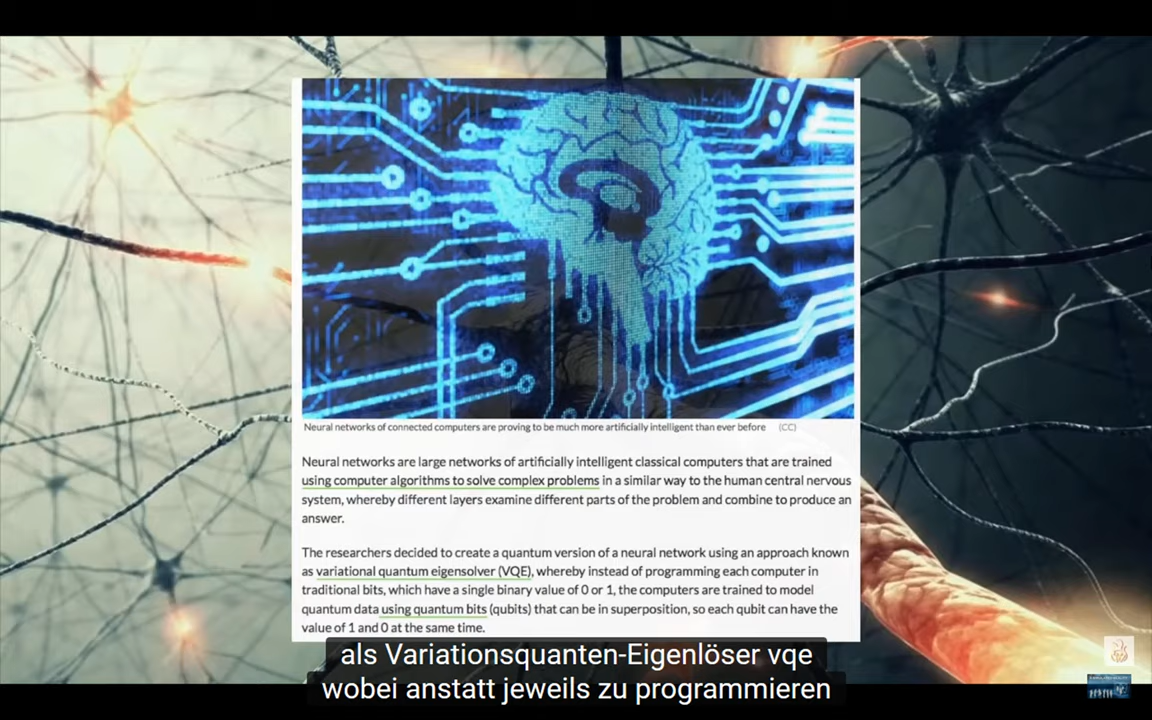 Neural networks of connected computers are proving to be much more artificially intelligent than ever before (CC)
Neural networks are large networks of artificially intelligent classical computers that are trained
using computer algorithms to solve complex problems in a similar way to the human central nervous
system, whereby different layers examine different parts of the problem and combine to produce an
answer.
The researchers decided to create a quantum version of a neural network using an approach known
as variational quantum eigensolver (VQE), whereby instead of programming each computer in
traditional bits, which have a single binary value of 0 or 1, the computers are trained to model
quantum data using quantum bits (qubits) that can be in superposition, so each qubit can have the
value of 1 and 0 at the same time.
als Variationsquanten-Eigenlöser vqe
wobei anstatt jeweils zu programmieren